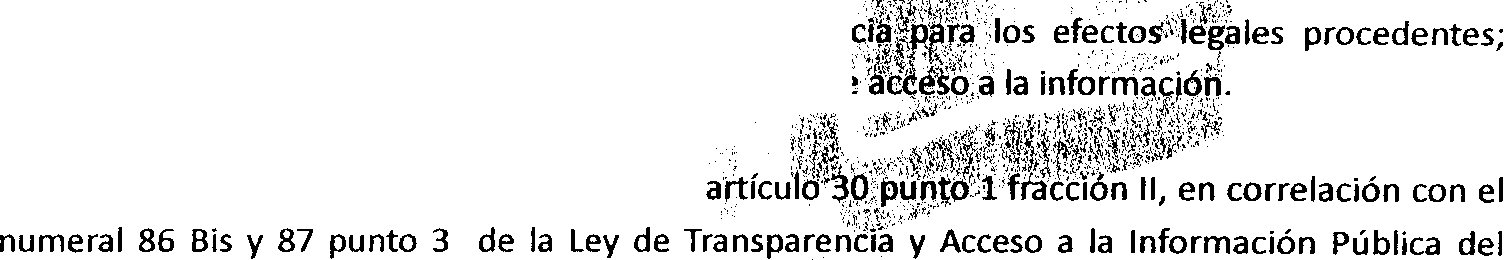 para los efectos legales procedentes;
acceso a la información.
artículo 30 punto 1 fracción II, en correlación con el
numeral 86 Bis y 87 punto 3 de la Ley de Transparencia y Acceso a la Información Pública del